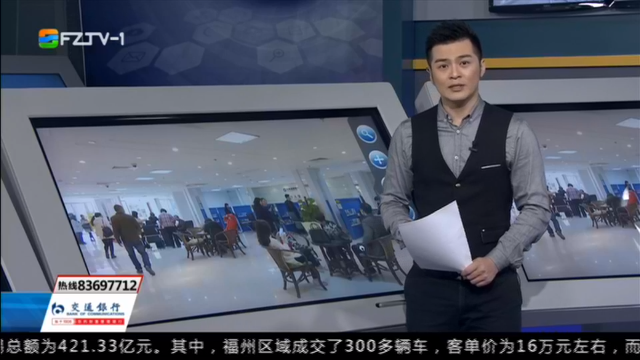 FZTV-1
热线83697712
交通银行
BANK OF COMMUNICATIONS
易总额为421.33亿元。其中，福州区域成交了300多辆车，客单价为16万元左右，而